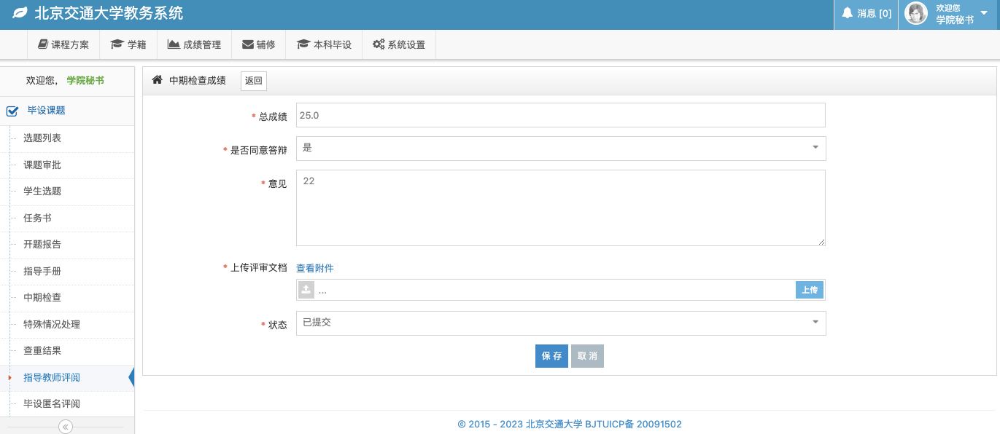 北京交通大学教务系统
消息 [0]
欢迎您
学院秘书
课程方案
学籍
成绩管理
辅修
本科毕设
系统设置
欢迎您， 学院秘书
毕设课题
选题列表
课题审批
学生选题
任务书
开题报告
指导手册
中期检查
特殊情况处理
查重结果
指导教师评阅
毕设匿名评阅
中期检查成绩
返回
* 总成绩
25.0
* 是否同意答辩
是
* 意见
22
* 上传评审文档
查看附件
...
上传
* 状态
已提交
保 存
取 消
© 2015 - 2023 北京交通大学 BJTUICP备 20091502